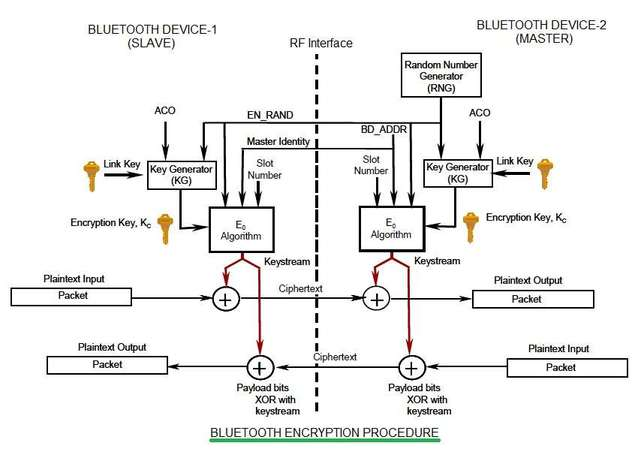 BLUETOOTH DEVICE-1
(SLAVE)
RF Interface
BLUETOOTH DEVICE-2
(MASTER)
Random Number
Generator
(RNG)
ACO
EN_RAND
ACO
BD_ADDR
Link Key
Key Generator
(KG)
Master Identity
Slot
Number
Slot
Number
Key Generator
(KG)
Link Key
Encryption Key, KC
E0
Algorithm
E0
Algorithm
Encryption Key, KC
Keystream
Keystream
Plaintext Input
Packet
+
Ciphertext
+
Plaintext Output
Packet
Plaintext Output
Packet
+
Ciphertext
+
Plaintext Input
Packet
Payload bits
XOR with
keystream
Payload bits
XOR with
keystream
BLUETOOTH ENCRYPTION PROCEDURE